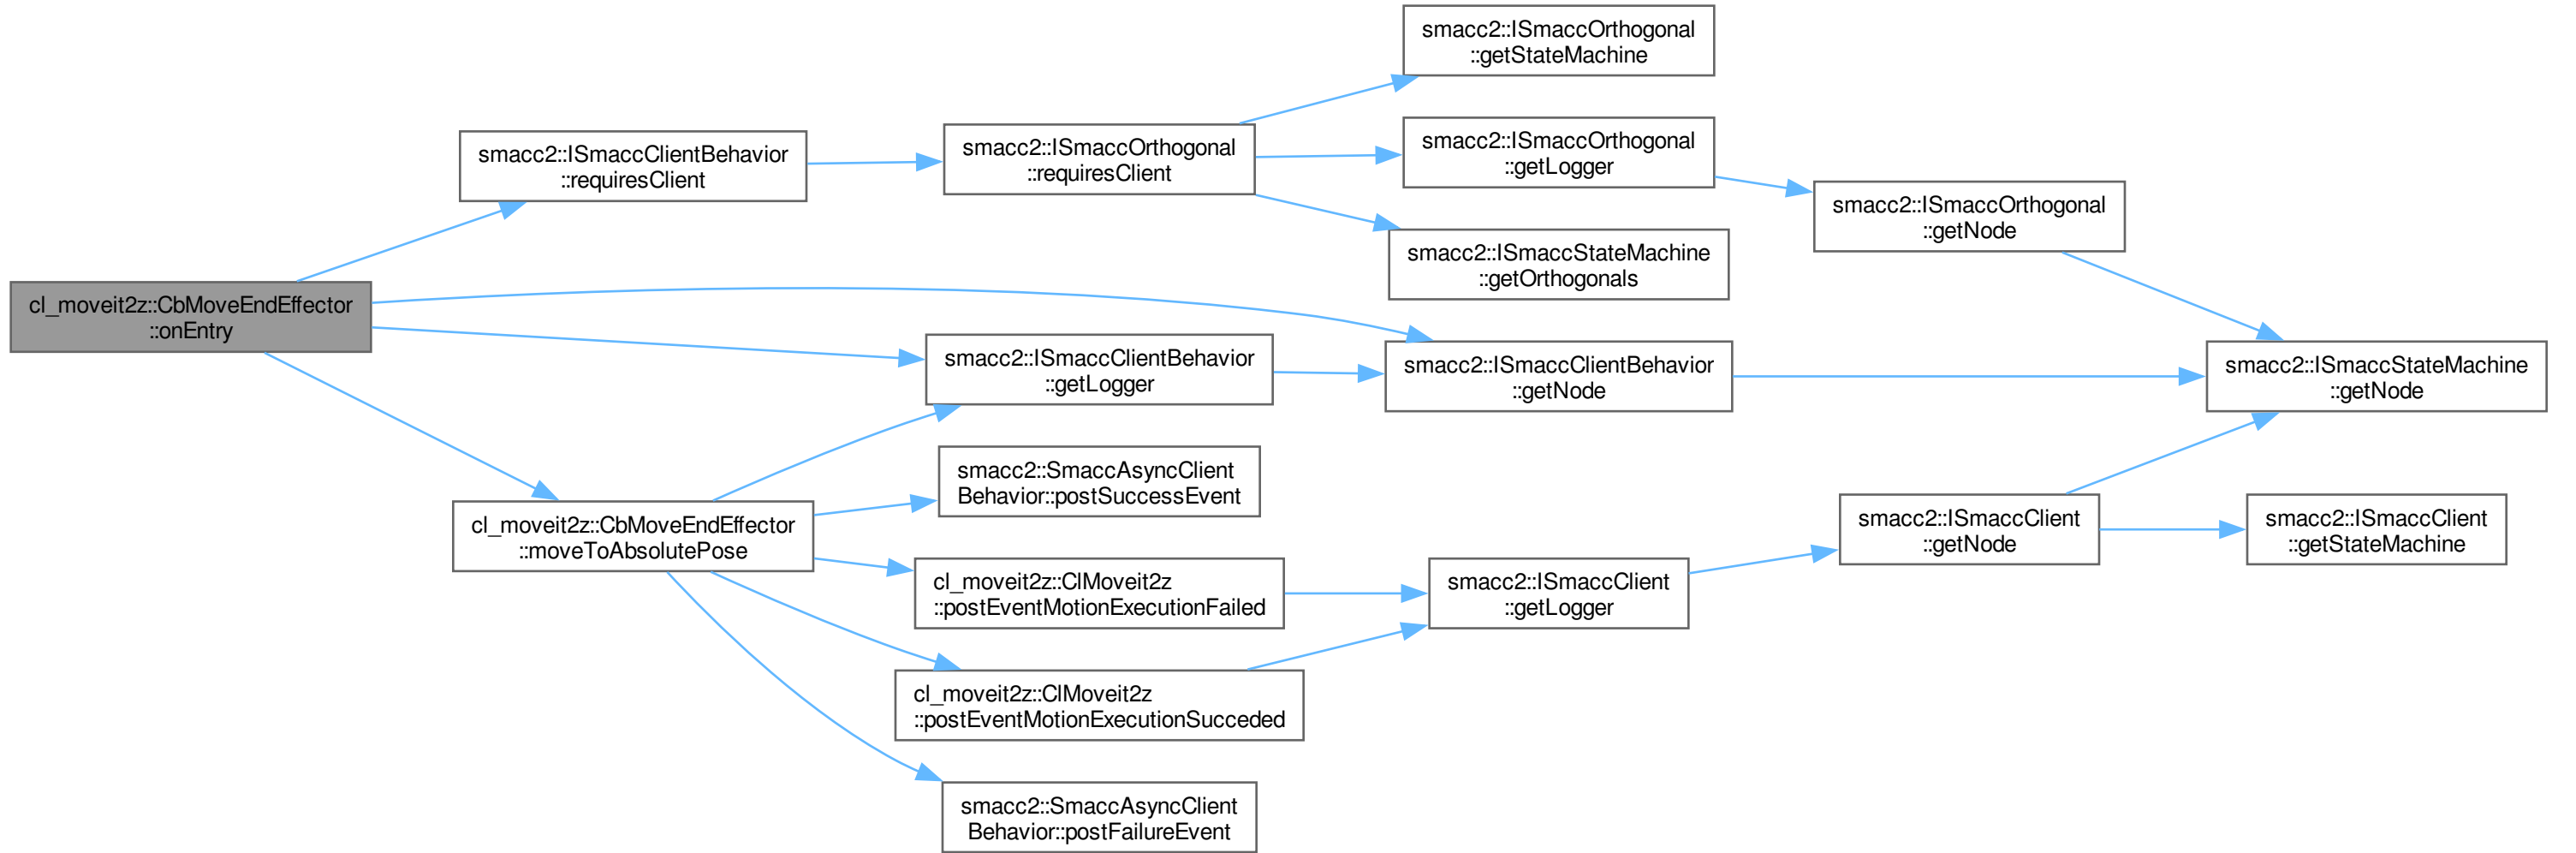 cl_moveit2z::CbMoveEndEffector
::onEntry
smacc2::ISmaccClientBehavior
::requiresClient
smacc2::ISmaccOrthogonal
::requiresClient
smacc2::ISmaccOrthogonal
::getStateMachine
smacc2::ISmaccOrthogonal
::getLogger
smacc2::ISmaccStateMachine
::getOrthogonals
smacc2::ISmaccOrthogonal
::getNode
smacc2::ISmaccClientBehavior
::getLogger
smacc2::ISmaccClientBehavior
::getNode
smacc2::ISmaccStateMachine
::getNode
cl_moveit2z::CbMoveEndEffector
::moveToAbsolutePose
smacc2::SmaccAsyncClient
Behavior::postSuccessEvent
cl_moveit2z::ClMoveit2z
::postEventMotionExecutionFailed
cl_moveit2z::ClMoveit2z
::postEventMotionExecutionSucceded
smacc2::SmaccAsyncClient
Behavior::postFailureEvent
smacc2::ISmaccClient
::getLogger
smacc2::ISmaccClient
::getNode
smacc2::ISmaccClient
::getStateMachine